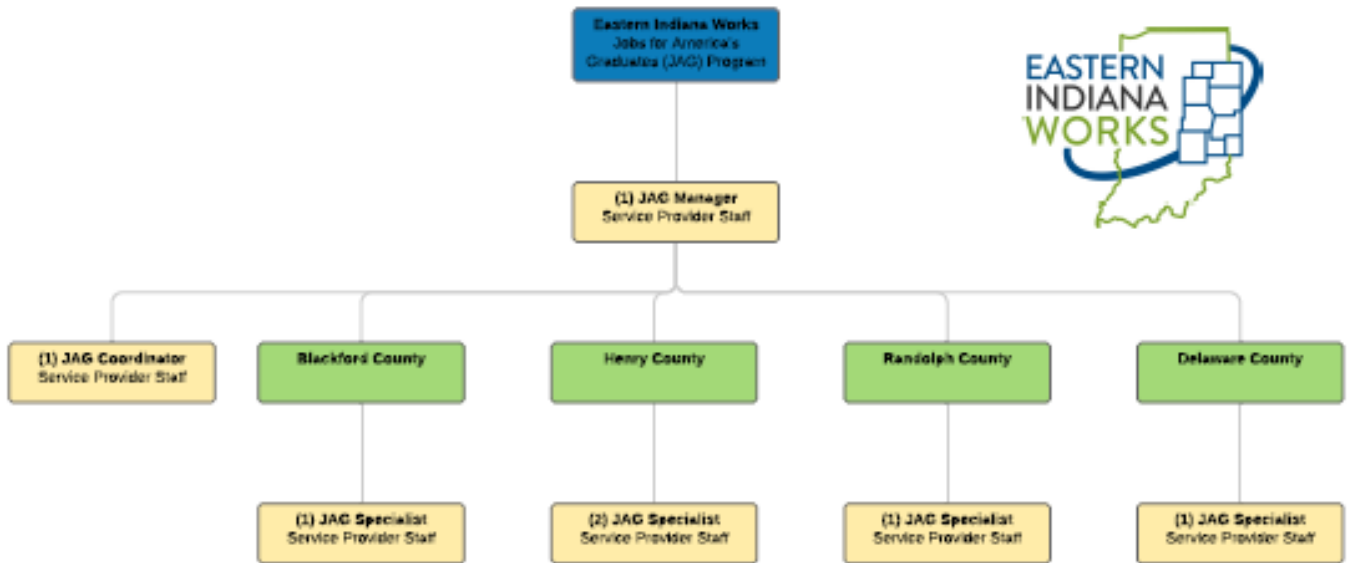 Eastern Indiana Works
Jobs for America's
Graduates (JAG) Program
EASTERN
INDIANA
WORKS
(1) JAG Manager
Service Provider Staff
(1) JAG Coordinator
Service Provider Staff
Blackford County
Henry County
Randolph County
Delaware County
(1) JAG Specialist
Service Provider Staff
(2) JAG Specialist
Service Provider Staff
(1) JAG Specialist
Service Provider Staff
(1) JAG Specialist
Service Provider Staff